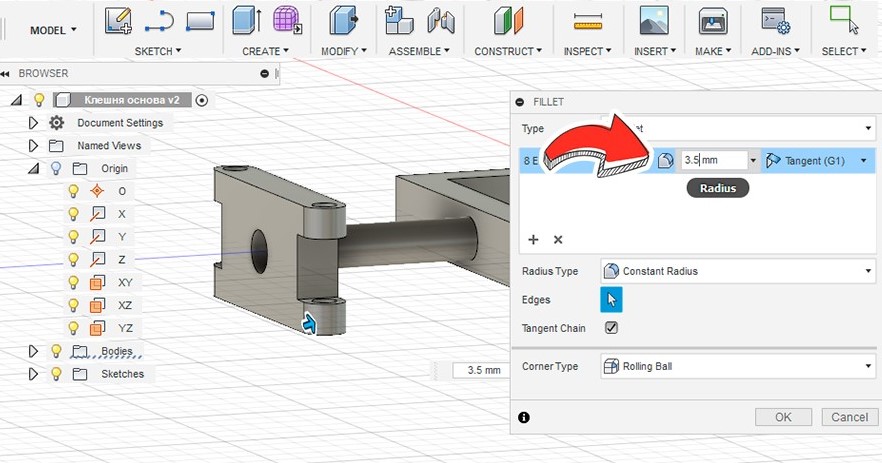 MODEL
SKETCH
CREATE
MODIFY
ASSEMBLE
CONSTRUCT
INSPECT
INSERT
MAKE
ADD-INS
SELECT
BROWSER
Клешня основа v2
Document Settings
Named Views
Origin
O
X
Y
Z
XY
XZ
YZ
Bodies
Sketches
3.5 mm
FILLET
Type
8 E 3.5 mm Tangent (G1)
Radius
Radius Type Constant Radius
Edges
Tangent Chain
Corner Type Rolling Ball
OK Cancel